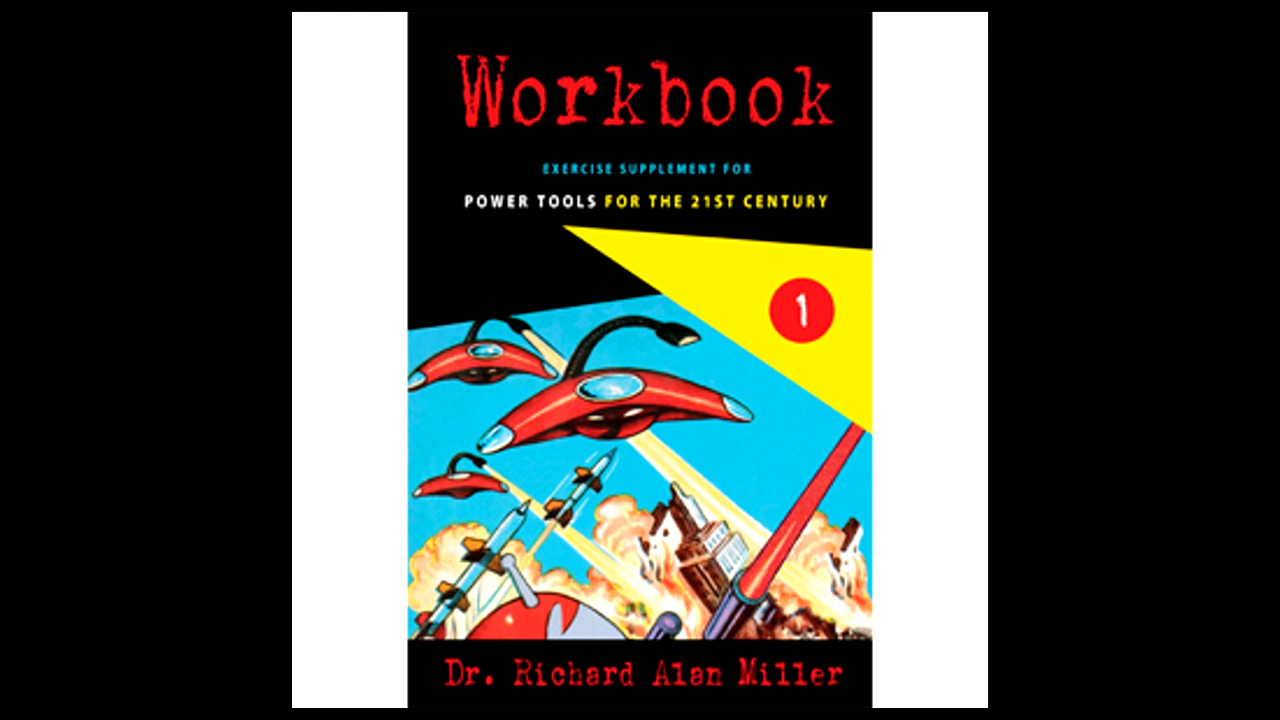 Workbook
EXERCISE SUPPLEMENT FOR
POWER TOOLS FOR THE 21ST CENTURY
1
Dr. Richard Alan Miller